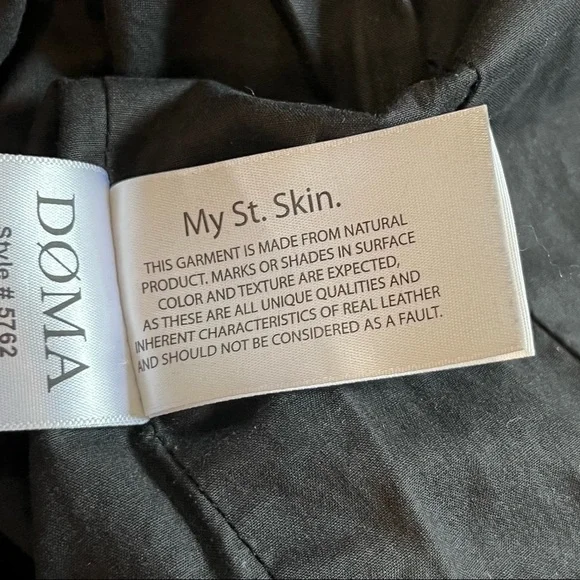 DØMA
Style # 5762
My St. Skin.
THIS GARMENT IS MADE FROM NATURAL
PRODUCT. MARKS OR SHADES IN SURFACE
COLOR AND TEXTURE ARE EXPECTED,
AS THESE ARE ALL UNIQUE QUALITIES AND
INHERENT CHARACTERISTICS OF REAL LEATHER
AND SHOULD NOT BE CONSIDERED AS A FAULT.